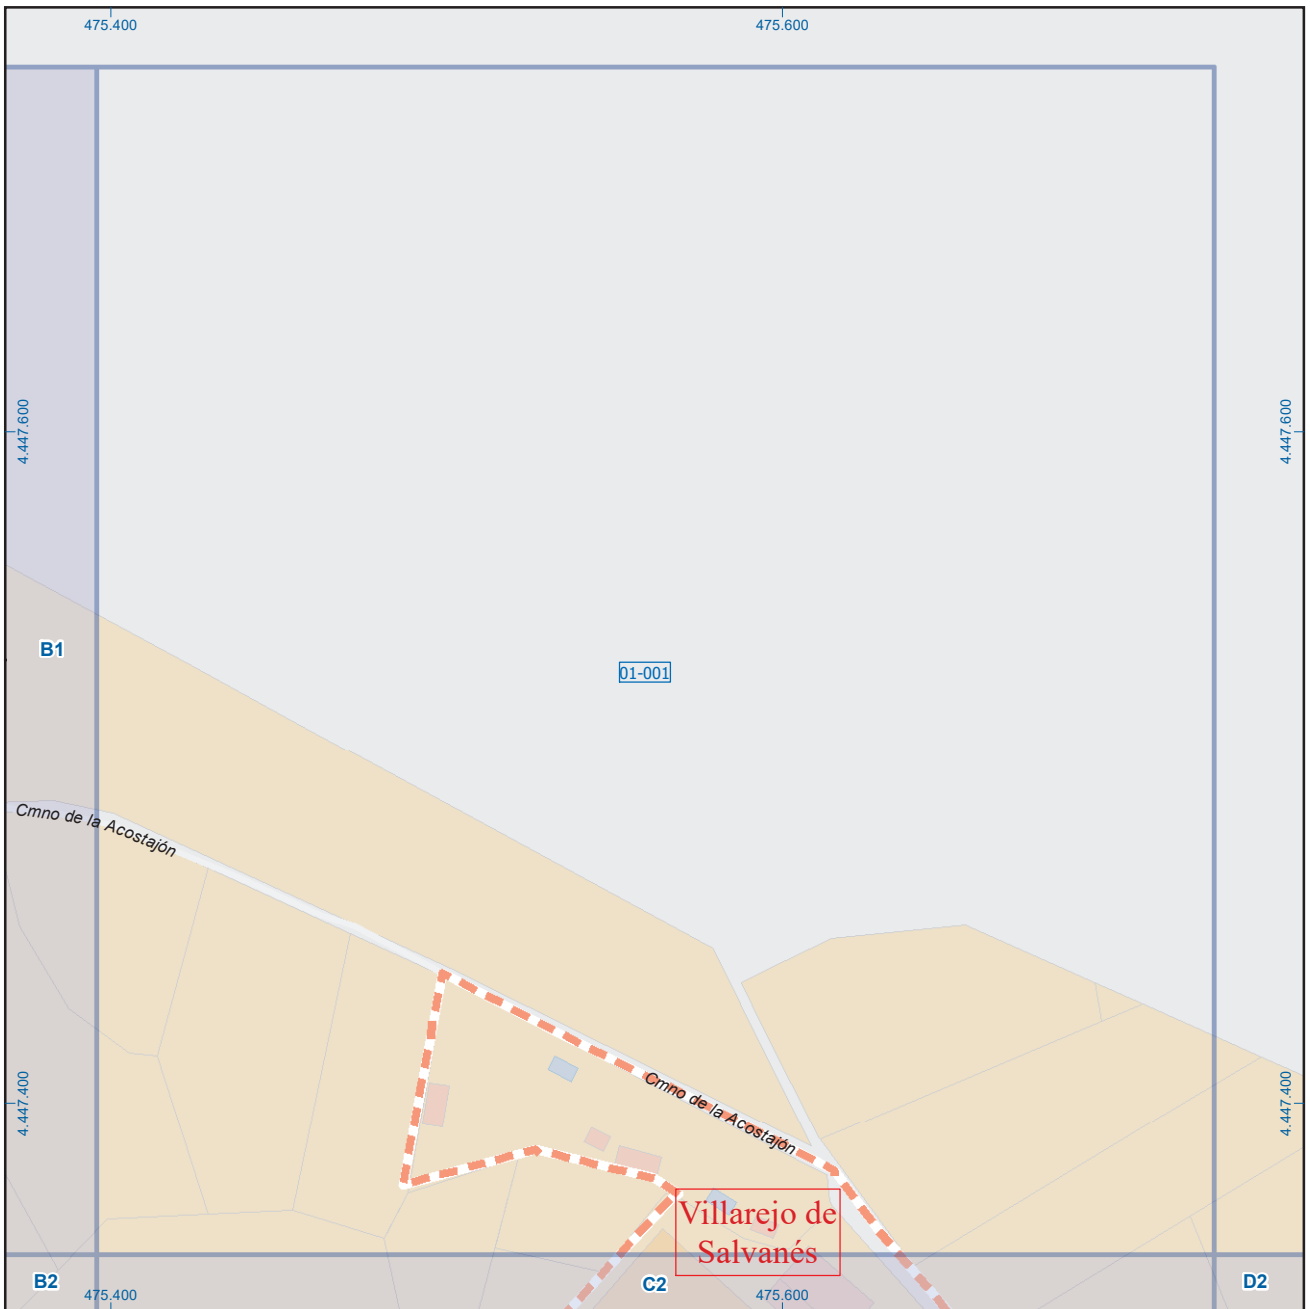 475.400
475.600
4.447.600
4.447.600
B1
01-001
Cmno de la Acostajón
4.447.400
Cmno de la Acostajón
4.447.400
Villarejo de
Salvanés
B2
C2
D2
475.400
475.600